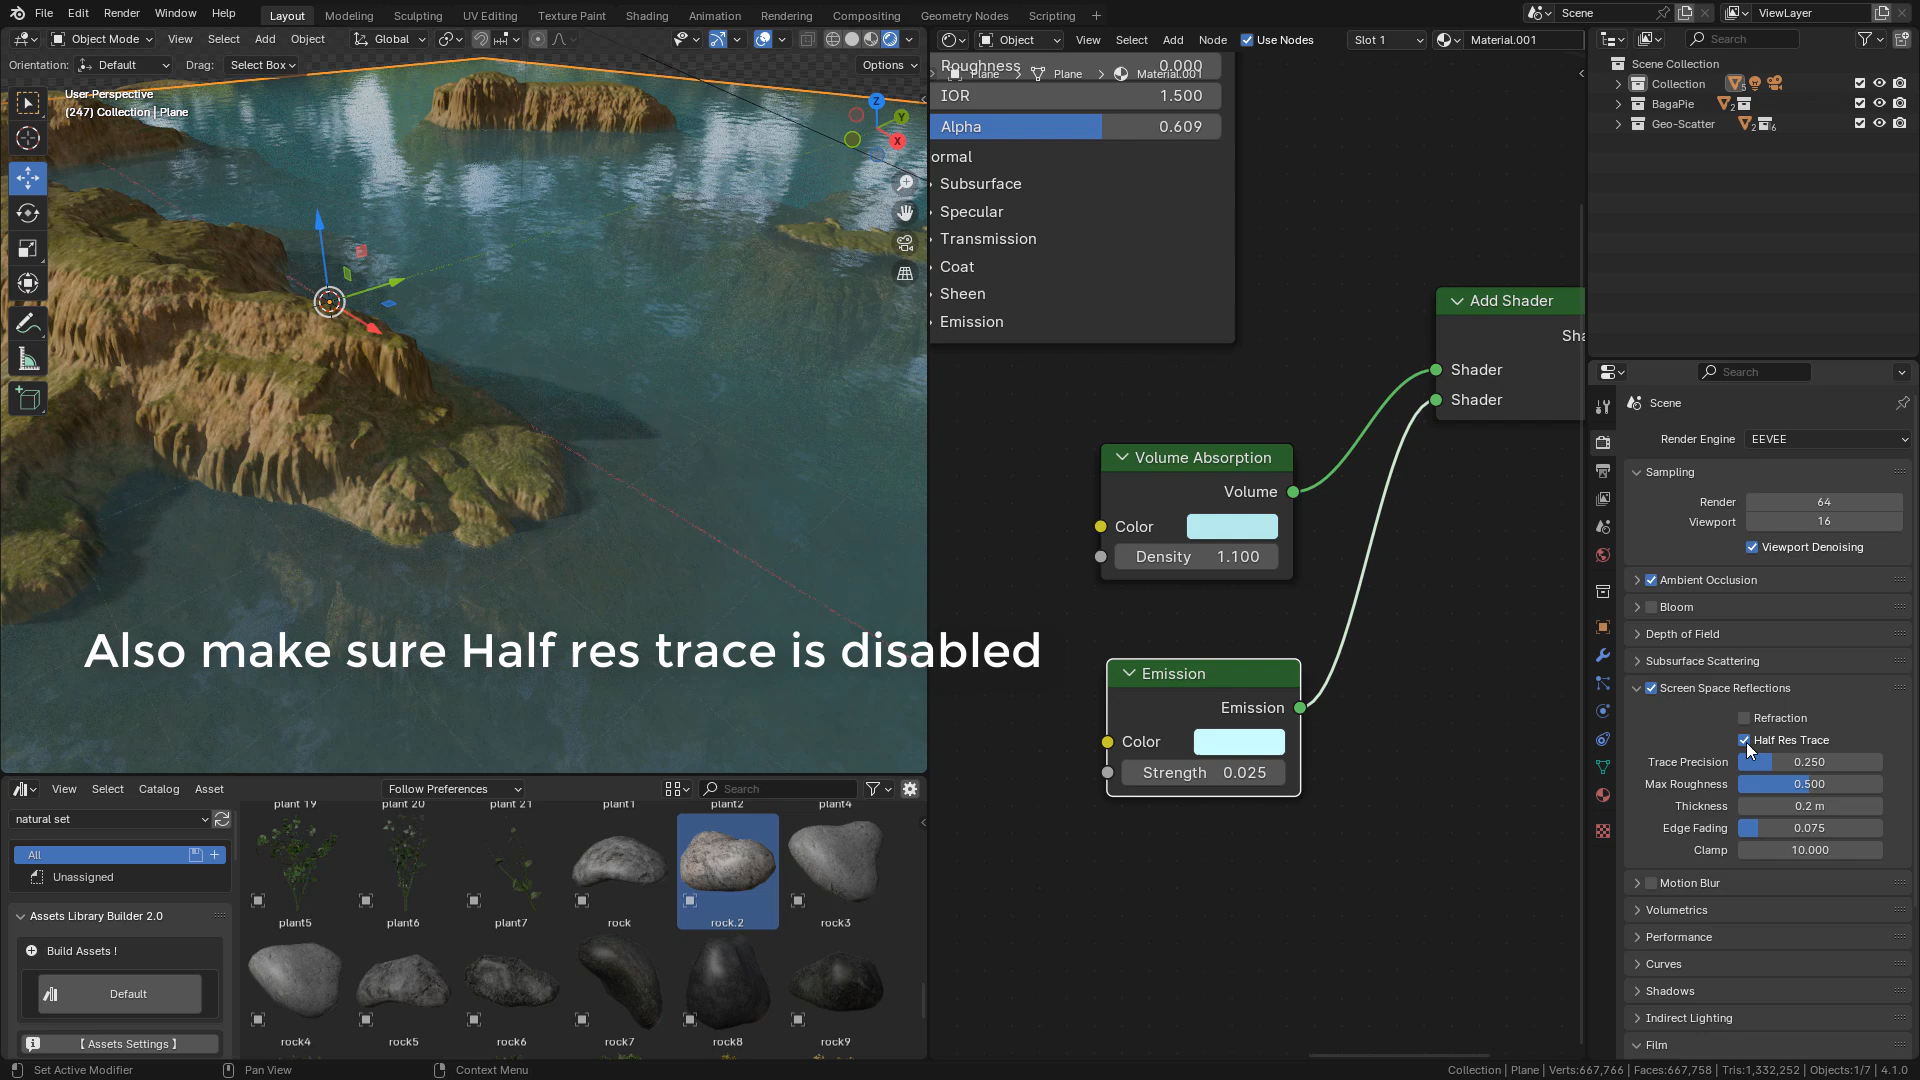 File Edit Render Window Help Layout Modeling Sculpting UV Editing Texture Paint Shading Animation Rendering Compositing Geometry Nodes Scripting + Scene ViewLayer
Object Mode View Select Add Object Global
Orientation: Default Drag: Select Box Options
User Perspective
(247) Collection | Plane
Z
Y
X
Object View Select Add Node Use Nodes Slot 1 Material.001
Roughness 0.000
Plane Plane Material.001
IOR 1.500
Alpha 0.609
ormal
Subsurface
Specular
Transmission
Coat
Sheen
Emission
Add Shader
Sha
Shader
Shader
Volume Absorption
Volume
Color
Density 1.100
Emission
Emission
Color
Strength 0.025
Also make sure Half res trace is disabled
Search
Scene Collection
Collection 5
BagaPie 2
Geo-Scatter 2 6
Search
Scene
Render Engine EEVEE
Sampling
Render 64
Viewport 16
Viewport Denoising
Ambient Occlusion
Bloom
Depth of Field
Subsurface Scattering
Screen Space Reflections
Refraction
Half Res Trace
Trace Precision 0.250
Max Roughness 0.500
Thickness 0.2 m
Edge Fading 0.075
Clamp 10.000
Motion Blur
Volumetrics
Performance
Curves
Shadows
Indirect Lighting
Film
View Select Catalog Asset Follow Preferences Search
natural set
All
Unassigned
Assets Library Builder 2.0
Build Assets !
Default
【 Assets Settings 】
plant 19 plant 20 plant 21 plant1 plant2 plant4
plant5 plant6 plant7 rock rock.2 rock3
rock4 rock5 rock6 rock7 rock8 rock9
Set Active Modifier Pan View Context Menu Collection | Plane | Verts:667,766 | Faces:667,758 | Tris:1,332,252 | Objects:1/7 | 4.1.0